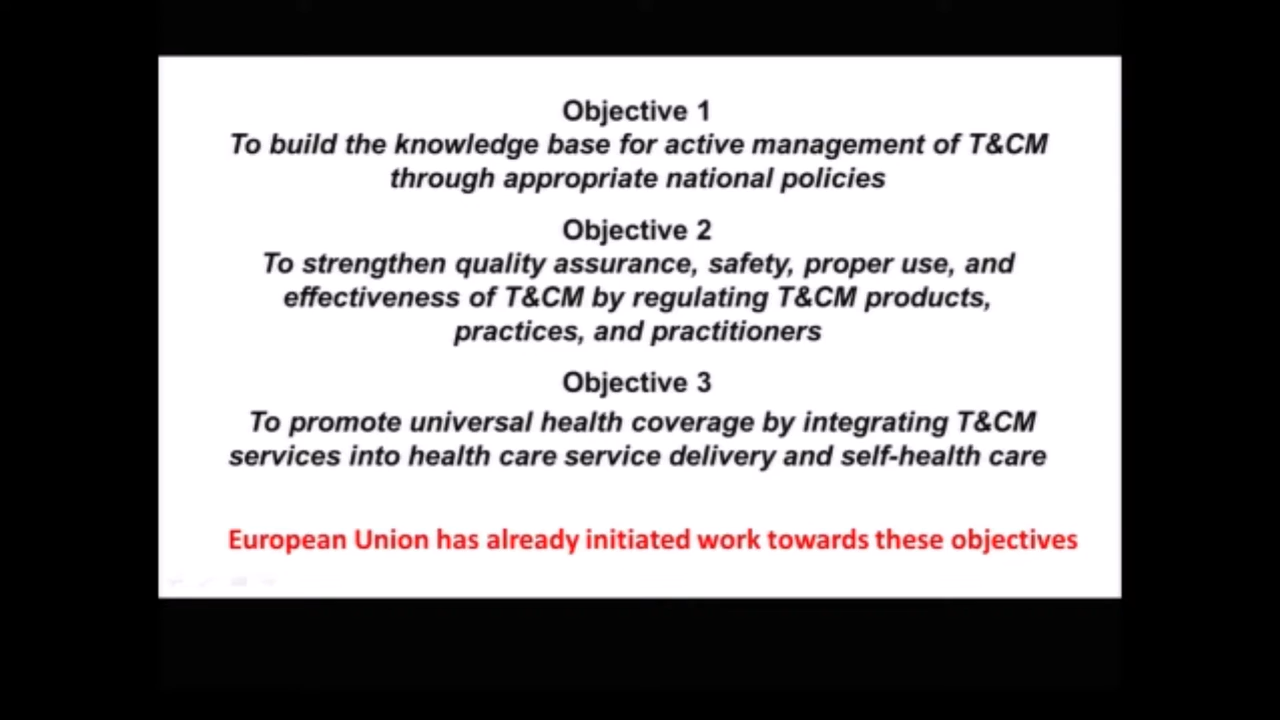 Objective 1
To build the knowledge base for active management of T&CM
through appropriate national policies
Objective 2
To strengthen quality assurance, safety, proper use, and
effectiveness of T&CM by regulating T&CM products,
practices, and practitioners
Objective 3
To promote universal health coverage by integrating T&CM
services into health care service delivery and self-health care
European Union has already initiated work towards these objectives